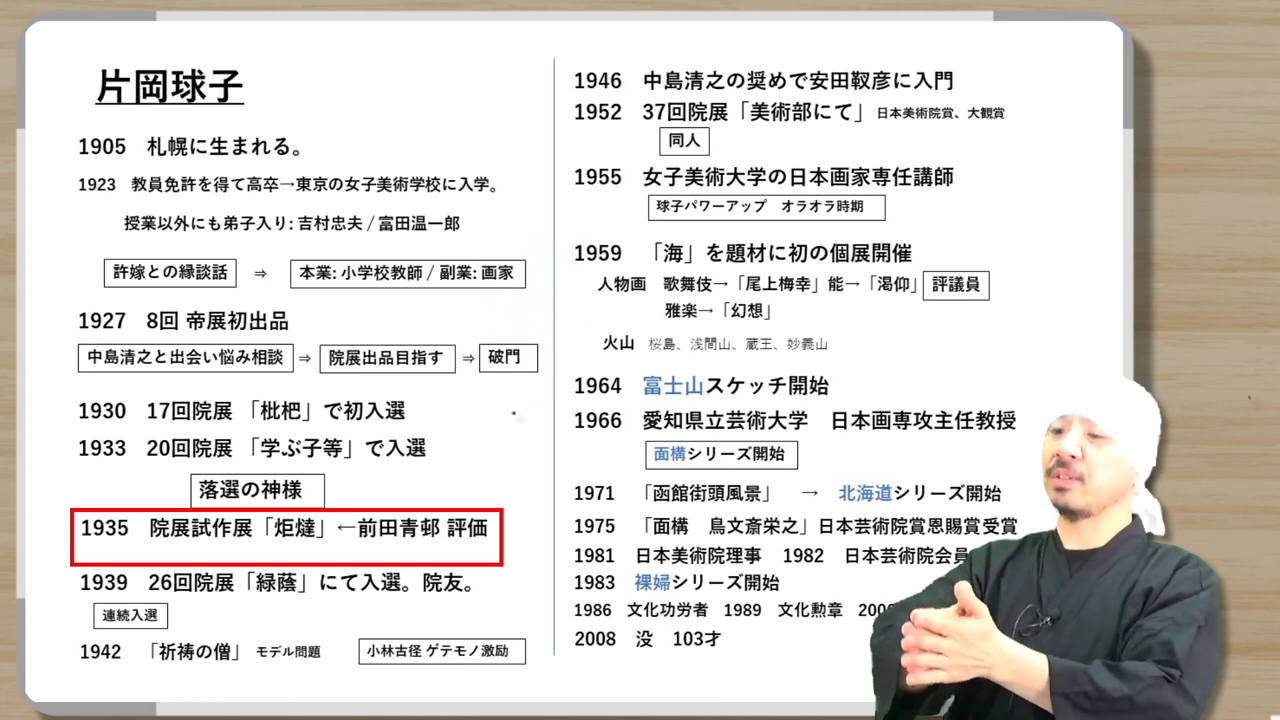 片岡球子
1905 札幌に生まれる。
1923 教員免許を得て高卒→東京の女子美術学校に入学。
授業以外にも弟子入り: 吉村忠夫 / 富田温一郎
許嫁との縁談話 ⇒ 本業: 小学校教師 / 副業: 画家
1927 8回 帝展初出品
中島清之と出会い悩み相談 ⇒ 院展出品目指す ⇒ 破門
1930 17回院展 「枇杷」で初入選
1933 20回院展 「学ぶ子等」で入選
落選の神様
1935 院展試作展「炬燵」←前田青邨 評価
1939 26回院展「緑蔭」にて入選。院友。
連続入選
1942 「祈祷の僧」 モデル問題 小林古径 ゲテモノ激励
1946 中島清之の奨めで安田靫彦に入門
1952 37回院展「美術部にて」 日本美術院賞、大観賞
同人
1955 女子美術大学の日本画家専任講師
球子パワーアップ オラオラ時期
1959 「海」を題材に初の個展開催
人物画 歌舞伎→「尾上梅幸」能→「渇仰」 評議員
雅楽→「幻想」
火山 桜島、浅間山、蔵王、妙義山
1964 富士山スケッチ開始
1966 愛知県立芸術大学 日本画専攻主任教授
面構シリーズ開始
1971 「函館街頭風景」 → 北海道シリーズ開始
1975 「面構 鳥文斎栄之」日本芸術院賞恩賜賞受賞
1981 日本美術院理事 1982 日本芸術院会員
1983 裸婦シリーズ開始
1986 文化功労者 1989 文化勲章
2008 没 103才